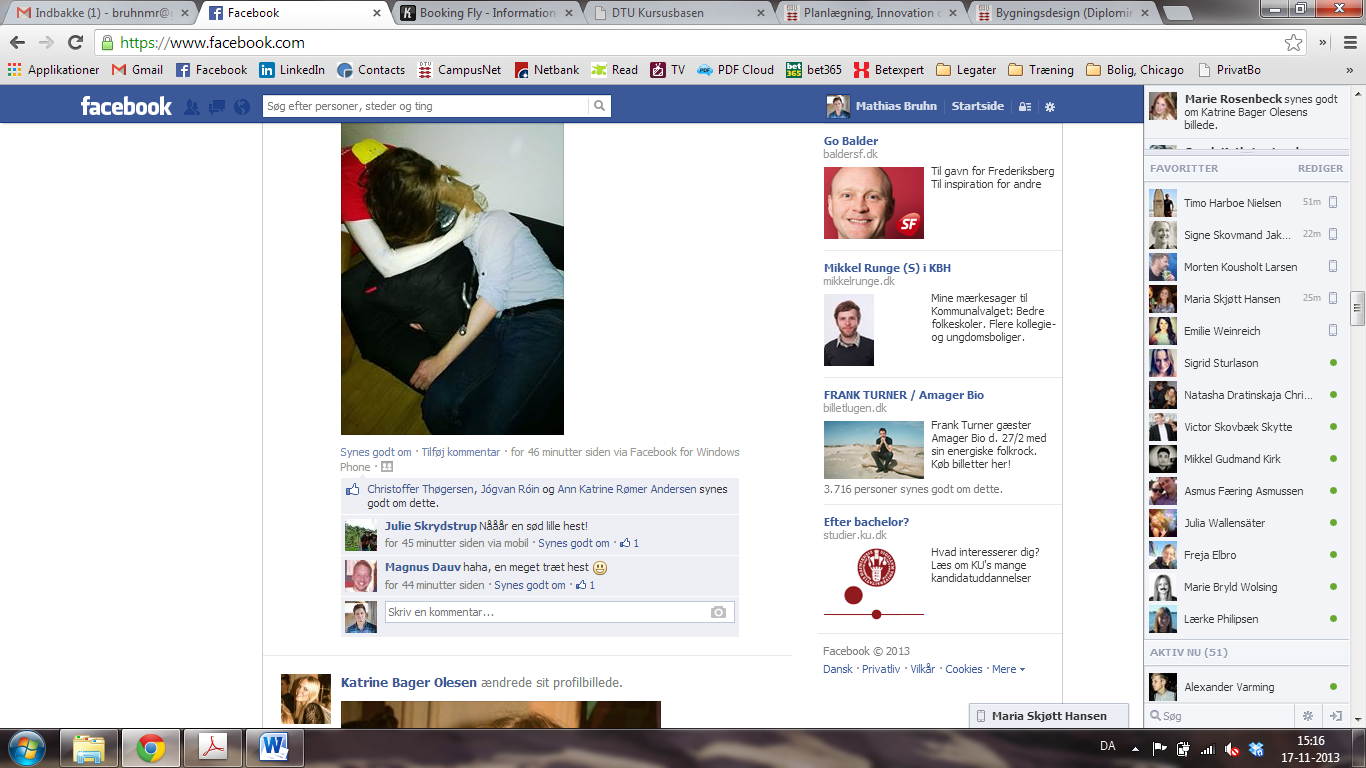 Indbakke (1) - bruhnmr@g
Facebook
Booking Fly - Information
DTU Kursusbasen
Planlægning, Innovation o
Bygningsdesign (Diplomin
https://www.facebook.com
»
Applikationer
Gmail
Facebook
LinkedIn
Contacts
CampusNet
Netbank
Read
TV
PDF Cloud
bet365
Betexpert
Legater
Træning
Bolig, Chicago
PrivatBo
»
facebook
Søg efter personer, steder og ting
Mathias Bruhn
Startside
Synes godt om · Tilføj kommentar · for 46 minutter siden via Facebook for Windows
Phone ·
Christoffer Thøgersen, Jógvan Róin og Ann Katrine Rømer Andersen synes
godt om dette.
Julie Skrydstrup Nååår en sød lille hest!
for 45 minutter siden via mobil · Synes godt om · 1
Magnus Dauv haha, en meget træt hest
for 44 minutter siden · Synes godt om · 1
Skriv en kommentar...
Katrine Bager Olesen ændrede sit profilbillede.
Go Balder
baldersf.dk
SF
Til gavn for Frederiksberg
Til inspiration for andre
Mikkel Runge (S) i KBH
mikkelrunge.dk
Mine mærkesager til
Kommunalvalget: Bedre
folkeskoler. Flere kollegie-
og ungdomsboliger.
FRANK TURNER / Amager Bio
billetlugen.dk
Frank Turner gæster
Amager Bio d. 27/2 med
sin energiske folkrock.
Køb billetter her!
3.716 personer synes godt om dette.
Efter bachelor?
studier.ku.dk
Hvad interesserer dig?
Læs om KU's mange
kandidatuddannelser
Facebook © 2013
Dansk · Privatliv · Vilkår · Cookies · Mere
Marie Rosenbeck synes godt
om Katrine Bager Olesens
billede.
FAVORITTER
REDIGER
Timo Harboe Nielsen 51m
Signe Skovmand Jak... 22m
Morten Kousholt Larsen
Maria Skjøtt Hansen 25m
Emilie Weinreich
Sigrid Sturlason
Natasha Dratinskaja Chri...
Victor Skovbæk Skytte
Mikkel Gudmand Kirk
Asmus Færing Asmussen
Julia Wallensäter
Freja Elbro
Marie Bryld Wolsing
Lærke Philipsen
AKTIV NU (51)
Alexander Varming
Søg
Maria Skjøtt Hansen
DA
15:16
17-11-2013